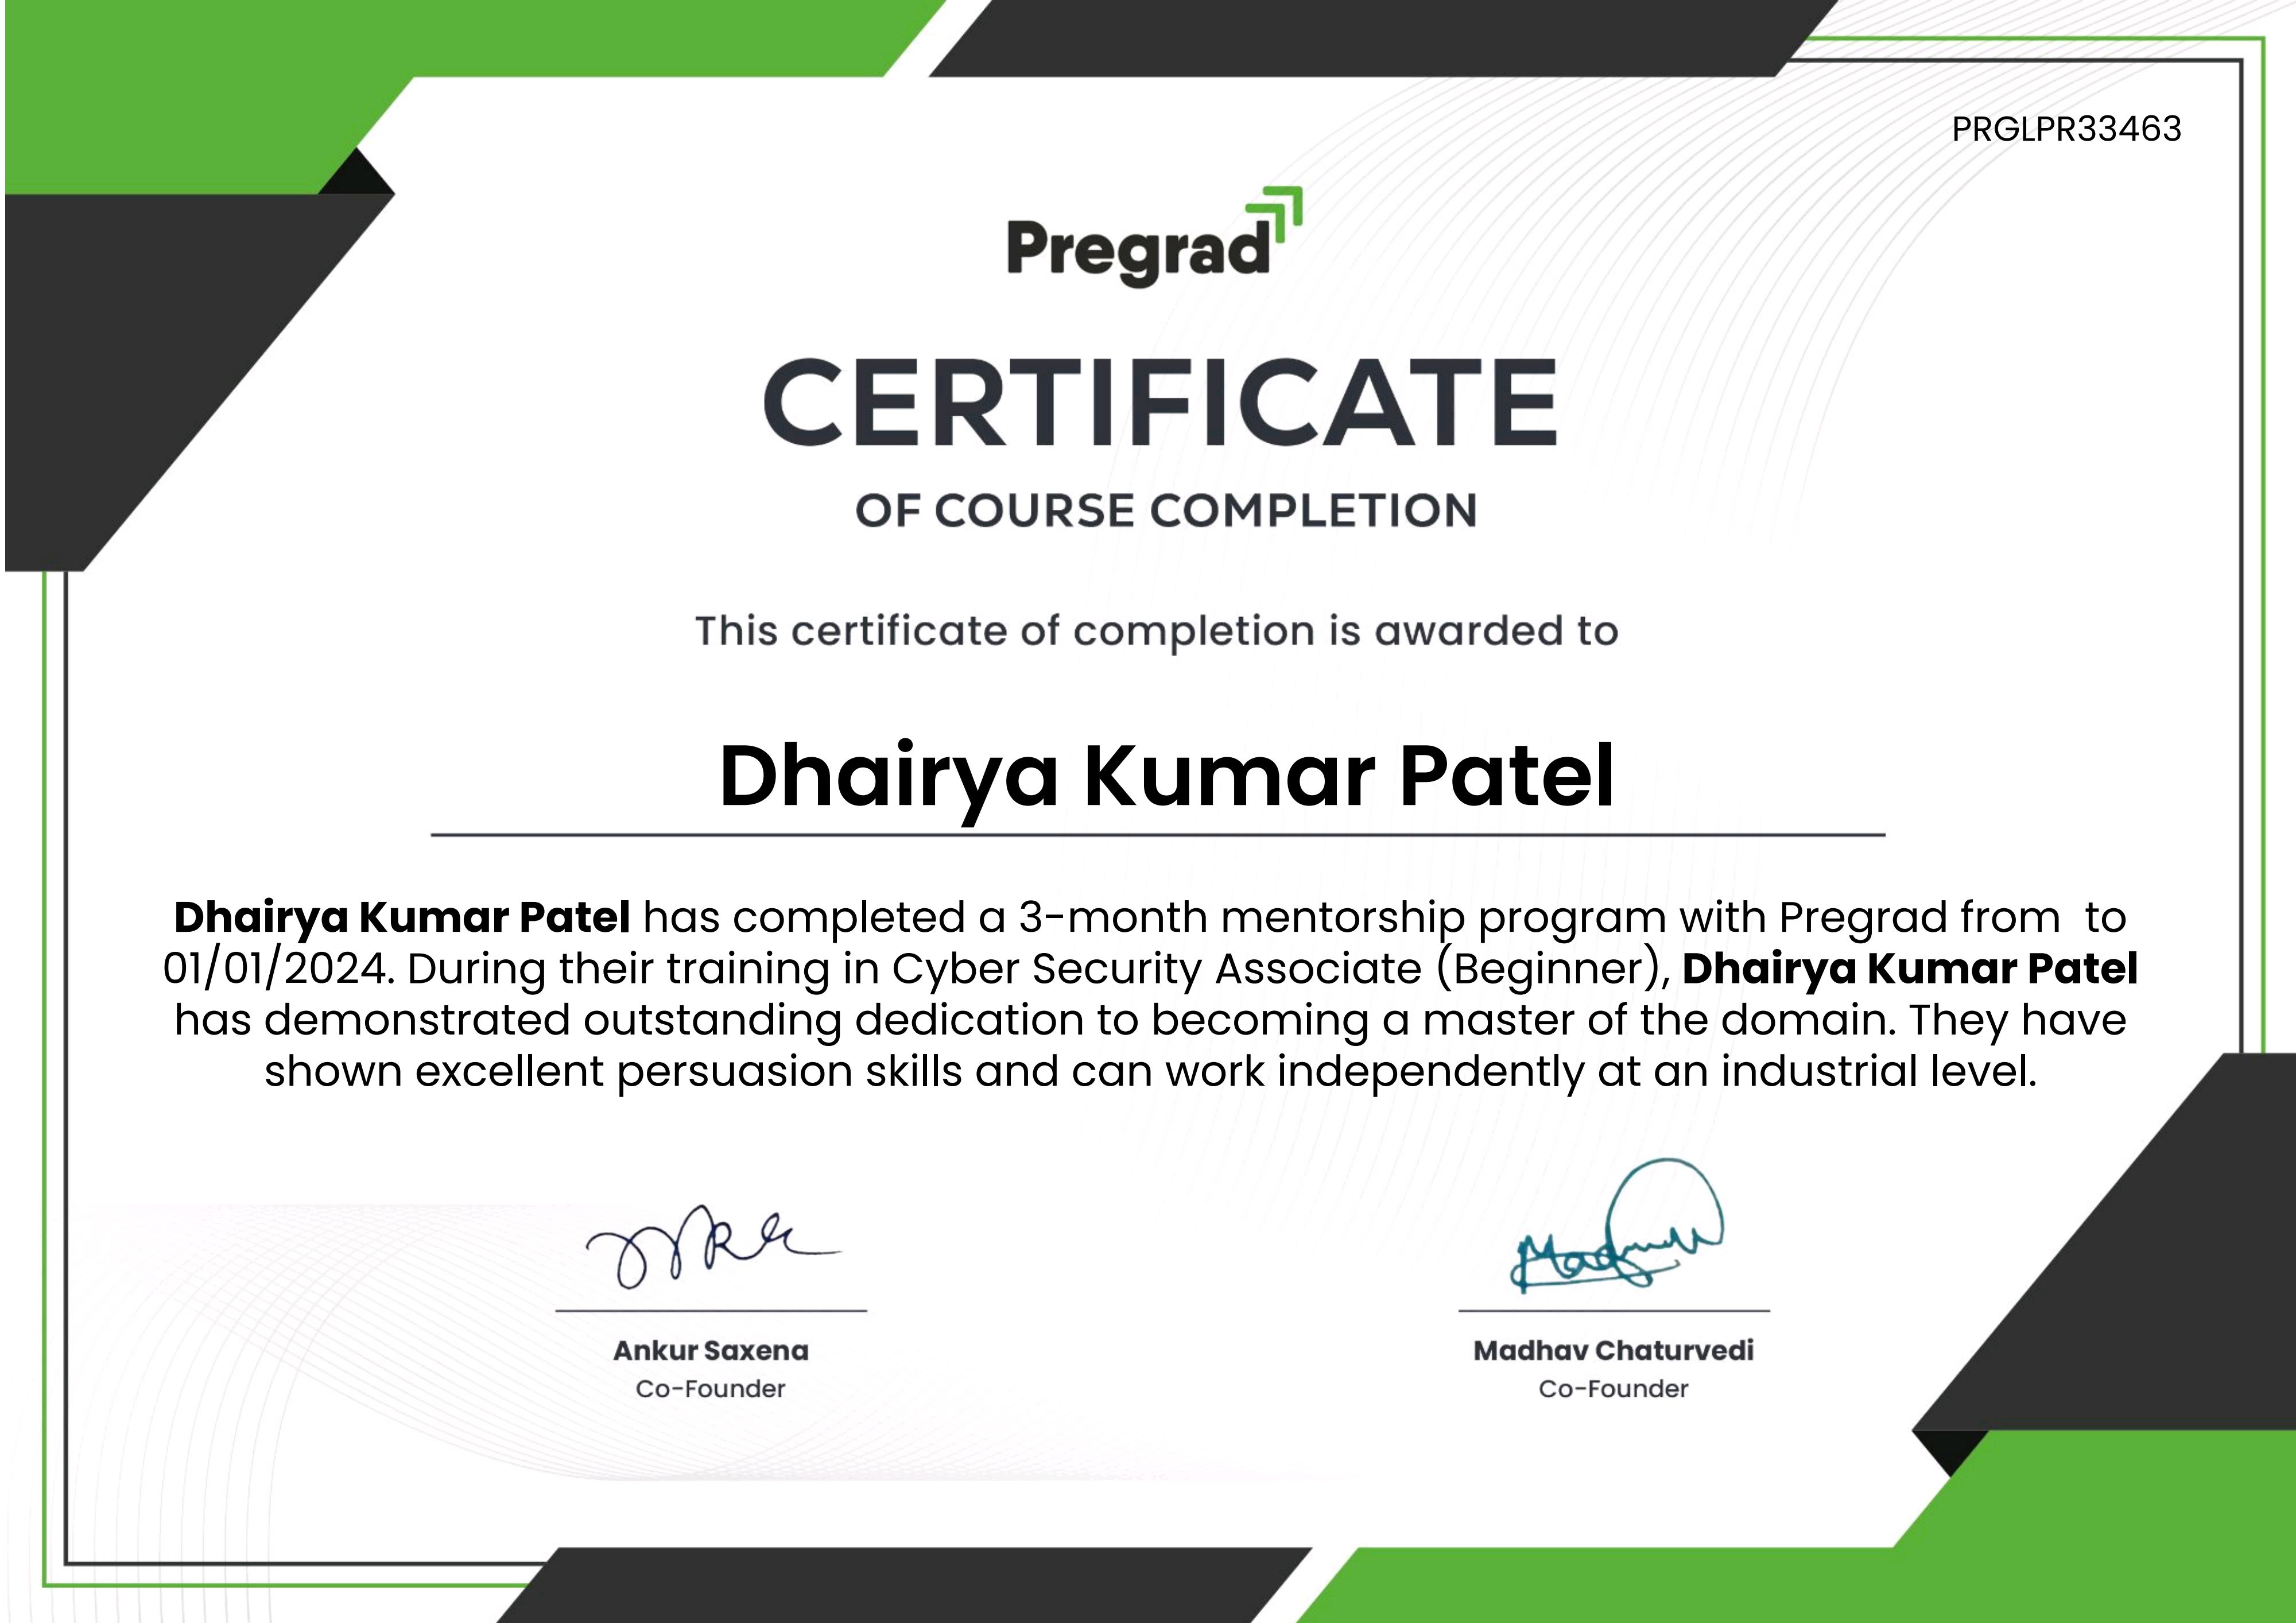 PRGLPR33463
Pregrad
CERTIFICATE
OF COURSE COMPLETION
This certificate of completion is awarded to
Dhairya Kumar Patel
Dhairya Kumar Patel has completed a 3-month mentorship program with Pregrad from  to
01/01/2024. During their training in Cyber Security Associate (Beginner), Dhairya Kumar Patel
has demonstrated outstanding dedication to becoming a master of the domain. They have
shown excellent persuasion skills and can work independently at an industrial level.
Ankur Saxena
Co-Founder
Madhav Chaturvedi
Co-Founder